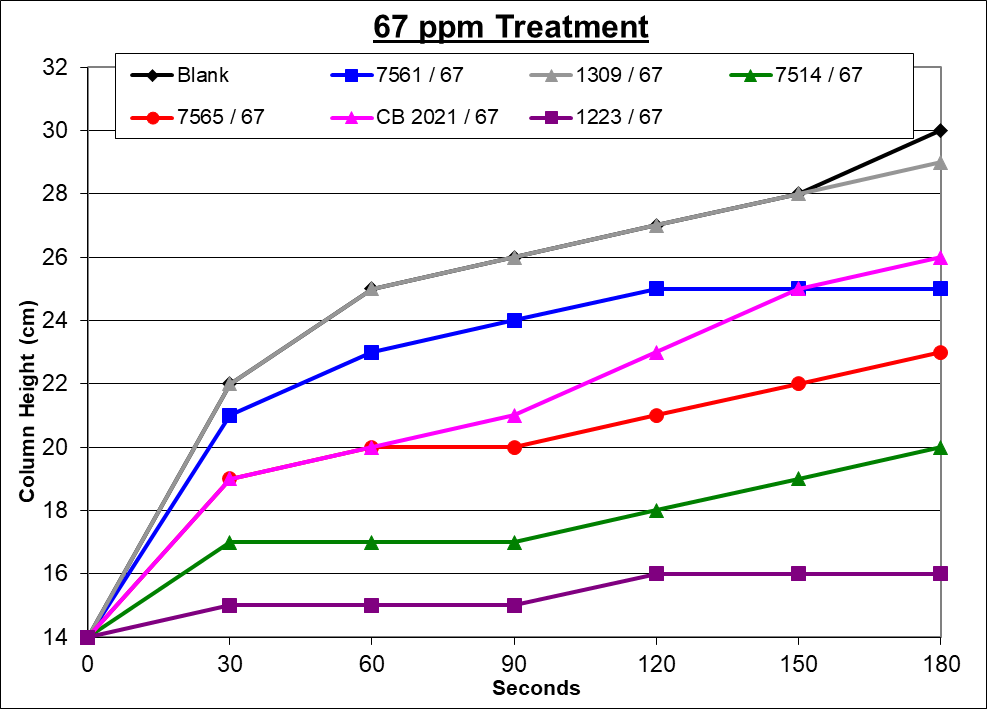 67 ppm Treatment
Blank 7561 / 67 1309 / 67 7514 / 67
7565 / 67 CB 2021 / 67 1223 / 67
32
30
28
26
24
22
20
18
16
14
Column Height (cm)
0 30 60 90 120 150 180
Seconds